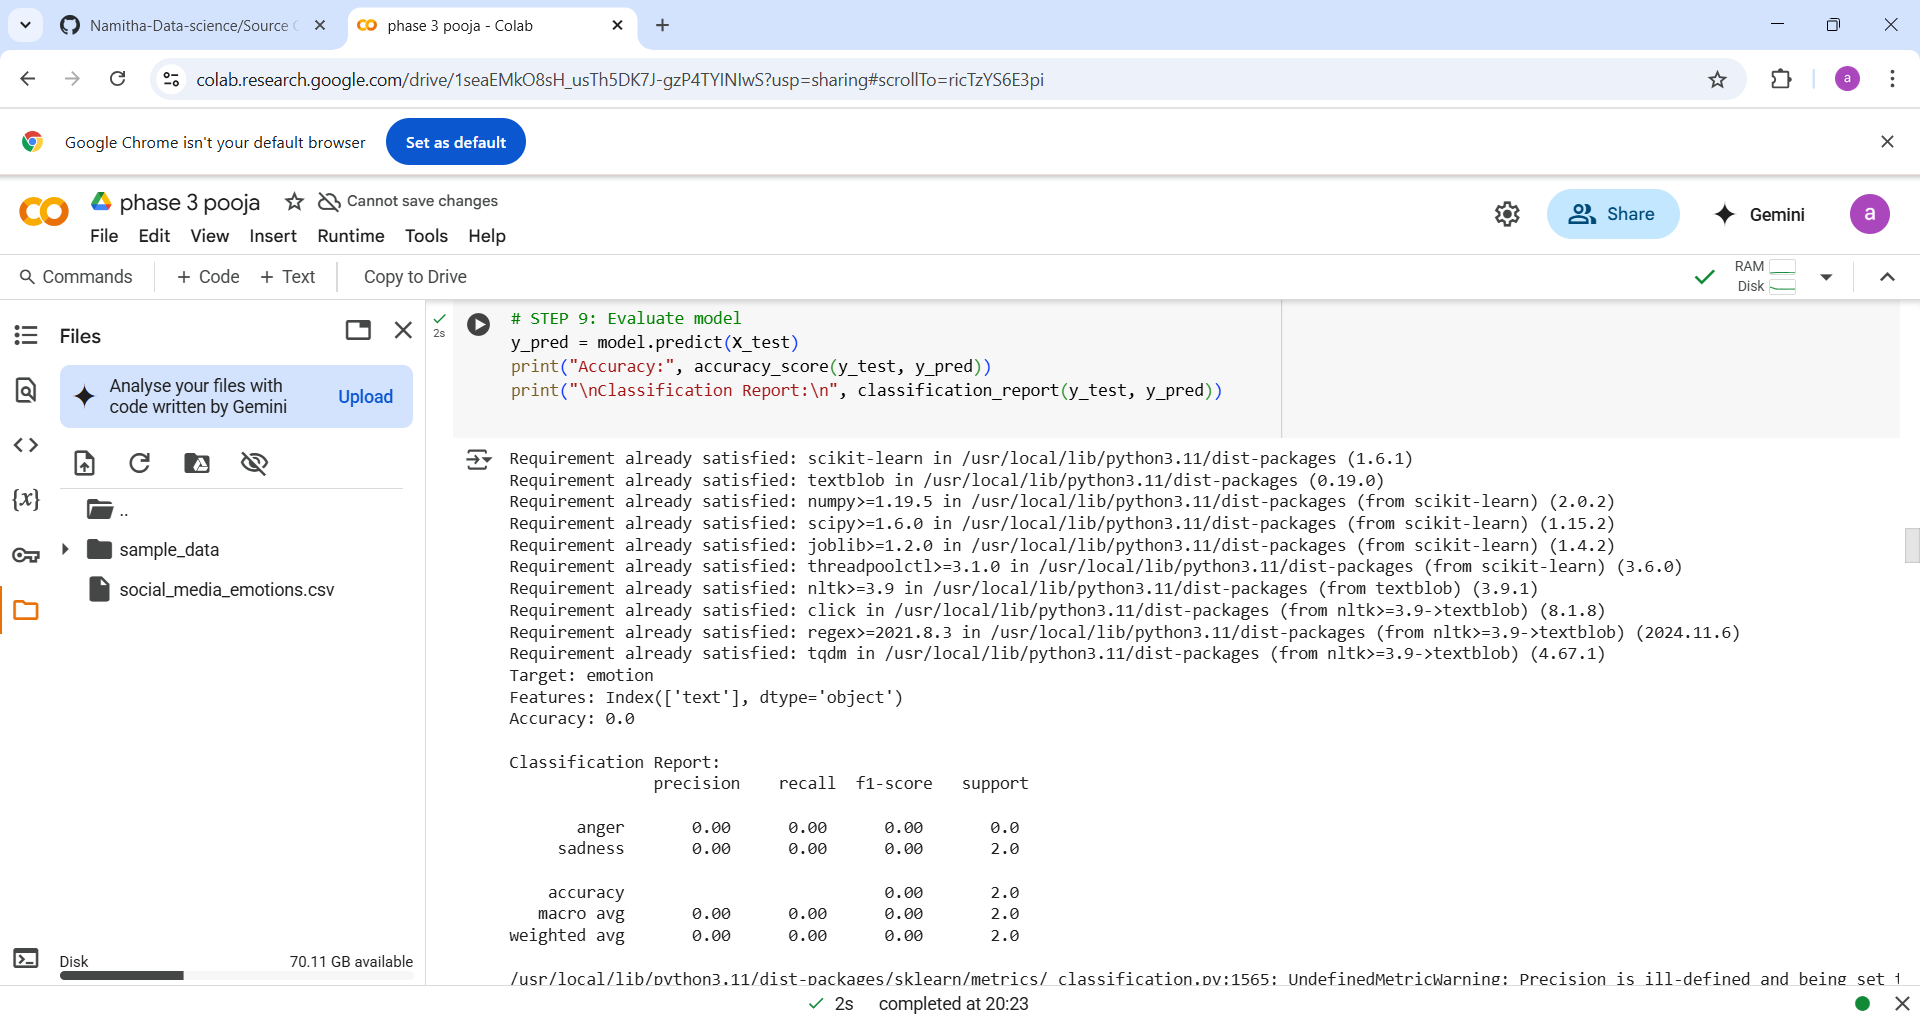 Namitha-Data-science/Source C
phase 3 pooja - Colab
colab.research.google.com/drive/1seaEMkO8sH_usTh5DK7J-gzP4TYINIwS?usp=sharing#scrollTo=ricTzYS6E3pi
a
Google Chrome isn't your default browser
Set as default
CO
phase 3 pooja
Cannot save changes
File Edit View Insert Runtime Tools Help
Share
Gemini
a
Commands
+ Code + Text
Copy to Drive
RAM
Disk
Files
Analyse your files with
code written by Gemini
Upload
{x}
..
sample_data
social_media_emotions.csv
Disk
70.11 GB available
2s
# STEP 9: Evaluate model
y_pred = model.predict(X_test)
print("Accuracy:", accuracy_score(y_test, y_pred))
print("\nClassification Report:\n", classification_report(y_test, y_pred))
Requirement already satisfied: scikit-learn in /usr/local/lib/python3.11/dist-packages (1.6.1)
Requirement already satisfied: textblob in /usr/local/lib/python3.11/dist-packages (0.19.0)
Requirement already satisfied: numpy>=1.19.5 in /usr/local/lib/python3.11/dist-packages (from scikit-learn) (2.0.2)
Requirement already satisfied: scipy>=1.6.0 in /usr/local/lib/python3.11/dist-packages (from scikit-learn) (1.15.2)
Requirement already satisfied: joblib>=1.2.0 in /usr/local/lib/python3.11/dist-packages (from scikit-learn) (1.4.2)
Requirement already satisfied: threadpoolctl>=3.1.0 in /usr/local/lib/python3.11/dist-packages (from scikit-learn) (3.6.0)
Requirement already satisfied: nltk>=3.9 in /usr/local/lib/python3.11/dist-packages (from textblob) (3.9.1)
Requirement already satisfied: click in /usr/local/lib/python3.11/dist-packages (from nltk>=3.9->textblob) (8.1.8)
Requirement already satisfied: regex>=2021.8.3 in /usr/local/lib/python3.11/dist-packages (from nltk>=3.9->textblob) (2024.11.6)
Requirement already satisfied: tqdm in /usr/local/lib/python3.11/dist-packages (from nltk>=3.9->textblob) (4.67.1)
Target: emotion
Features: Index(['text'], dtype='object')
Accuracy: 0.0
Classification Report:
precision recall f1-score support
anger 0.00 0.00 0.00 0.0
sadness 0.00 0.00 0.00 2.0
accuracy 0.00 2.0
macro avg 0.00 0.00 0.00 2.0
weighted avg 0.00 0.00 0.00 2.0
/usr/local/lib/python3.11/dist-packages/sklearn/metrics/_classification.py:1565: UndefinedMetricWarning: Precision is ill-defined and being set
2s completed at 20:23